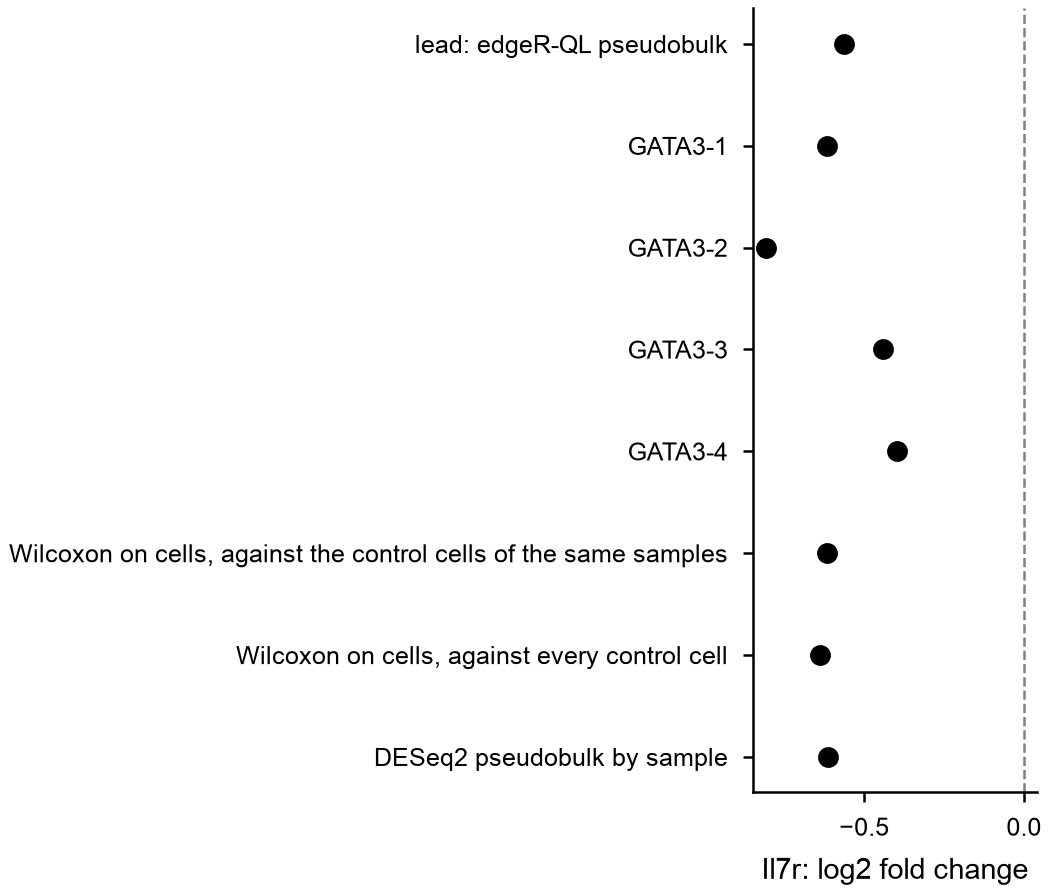 lead: edgeR-QL pseudobulk
GATA3-1
GATA3-2
GATA3-3
GATA3-4
Wilcoxon on cells, against the control cells of the same samples
Wilcoxon on cells, against every control cell
DESeq2 pseudobulk by sample
−0.5
0.0
Il7r: log2 fold change